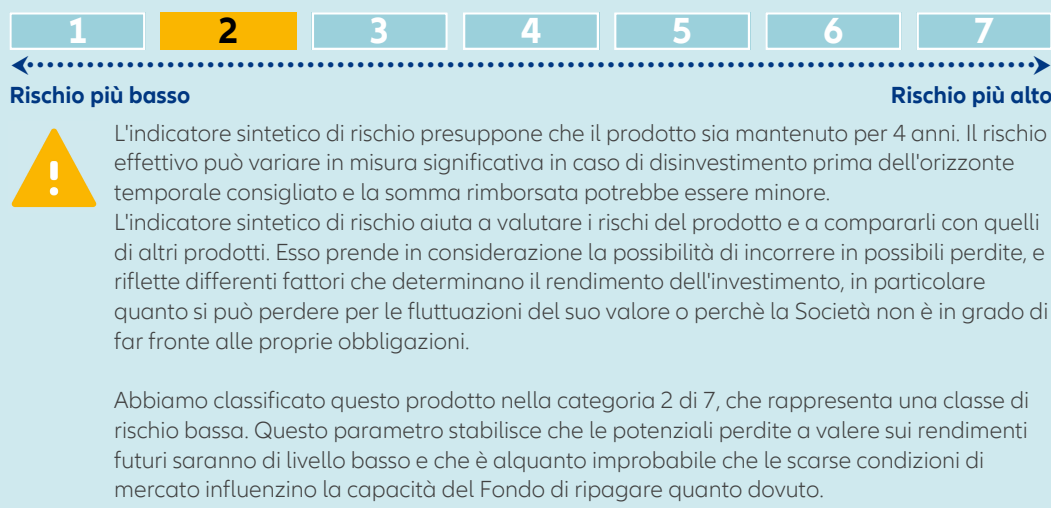 1 2 3 4 5 6 7
Rischio più basso Rischio più alto
L'indicatore sintetico di rischio presuppone che il prodotto sia mantenuto per 4 anni. Il rischio
effettivo può variare in misura significativa in caso di disinvestimento prima dell'orizzonte
temporale consigliato e la somma rimborsata potrebbe essere minore.
L'indicatore sintetico di rischio aiuta a valutare i rischi del prodotto e a compararli con quelli
di altri prodotti. Esso prende in considerazione la possibilità di incorrere in possibili perdite, e
riflette differenti fattori che determinano il rendimento dell'investimento, in particolare
quanto si può perdere per le fluttuazioni del suo valore o perchè la Società non è in grado di
far fronte alle proprie obbligazioni.
Abbiamo classificato questo prodotto nella categoria 2 di 7, che rappresenta una classe di
rischio bassa. Questo parametro stabilisce che le potenziali perdite a valere sui rendimenti
futuri saranno di livello basso e che è alquanto improbabile che le scarse condizioni di
mercato influenzino la capacità del Fondo di ripagare quanto dovuto.